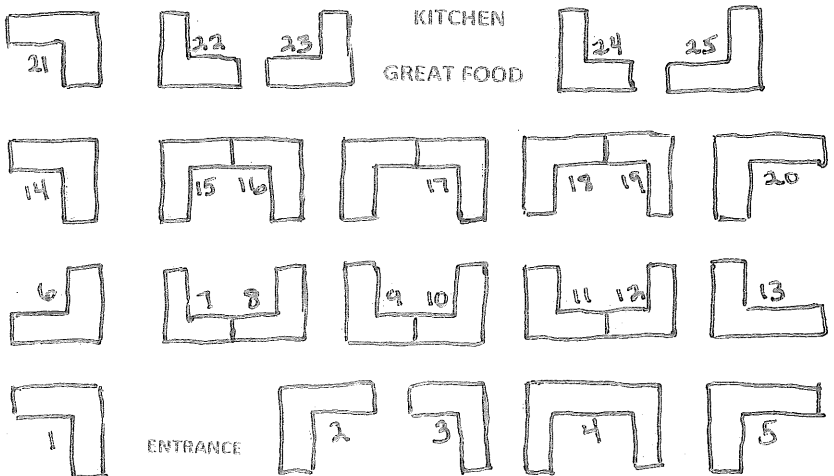 KITCHEN
21 22 23 24 25
GREAT FOOD
14 15 16 17 18 19 20
6 7 8 9 10 11 12 13
1 ENTRANCE 2 3 4 5